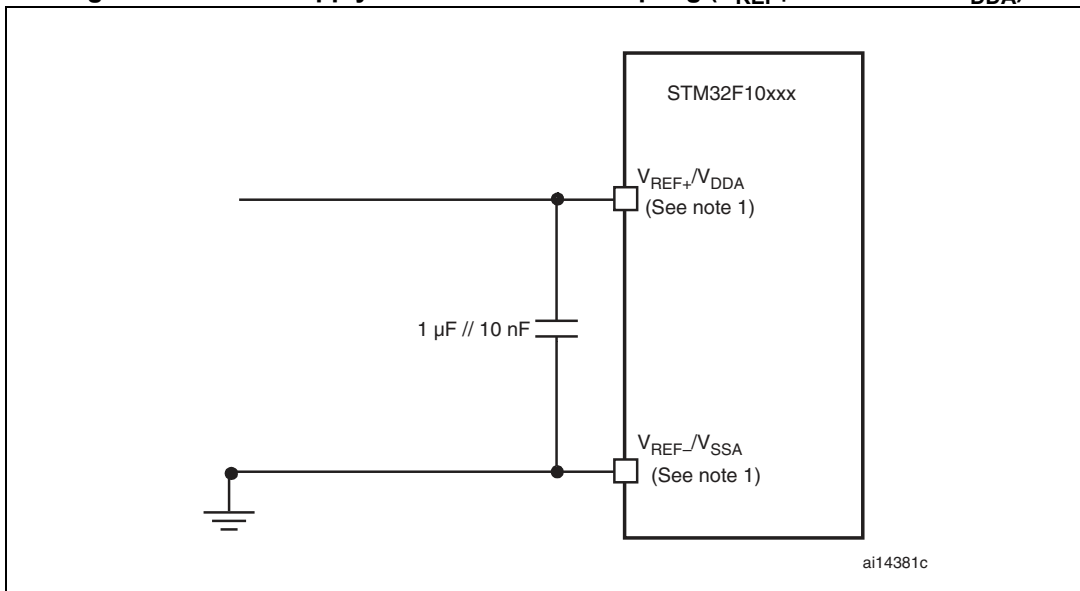 STM32F10xxx
VREF+/VDDA
(See note 1)
1 µF // 10 nF
VREF–/VSSA
(See note 1)
ai14381c